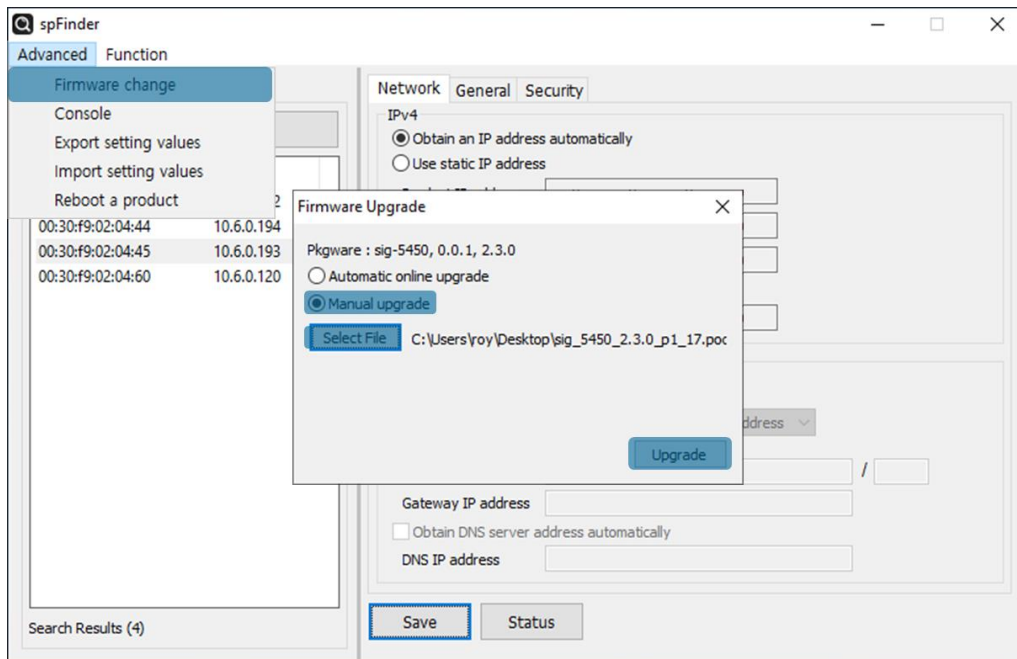 spFinder
Advanced Function
Firmware change
Console
Export setting values
Import setting values
Reboot a product
2
00:30:f9:02:04:44 10.6.0.194
00:30:f9:02:04:45 10.6.0.193
00:30:f9:02:04:60 10.6.0.120
Search Results (4)
Network General Security
IPv4
Obtain an IP address automatically
Use static IP address
Firmware Upgrade
Pkgware : sig-5450, 0.0.1, 2.3.0
Automatic online upgrade
Manual upgrade
Select File C:\Users\roy\Desktop\sig_5450_2.3.0_p1_17.poc
Upgrade
ddress
/
Gateway IP address
Obtain DNS server address automatically
DNS IP address
Save Status